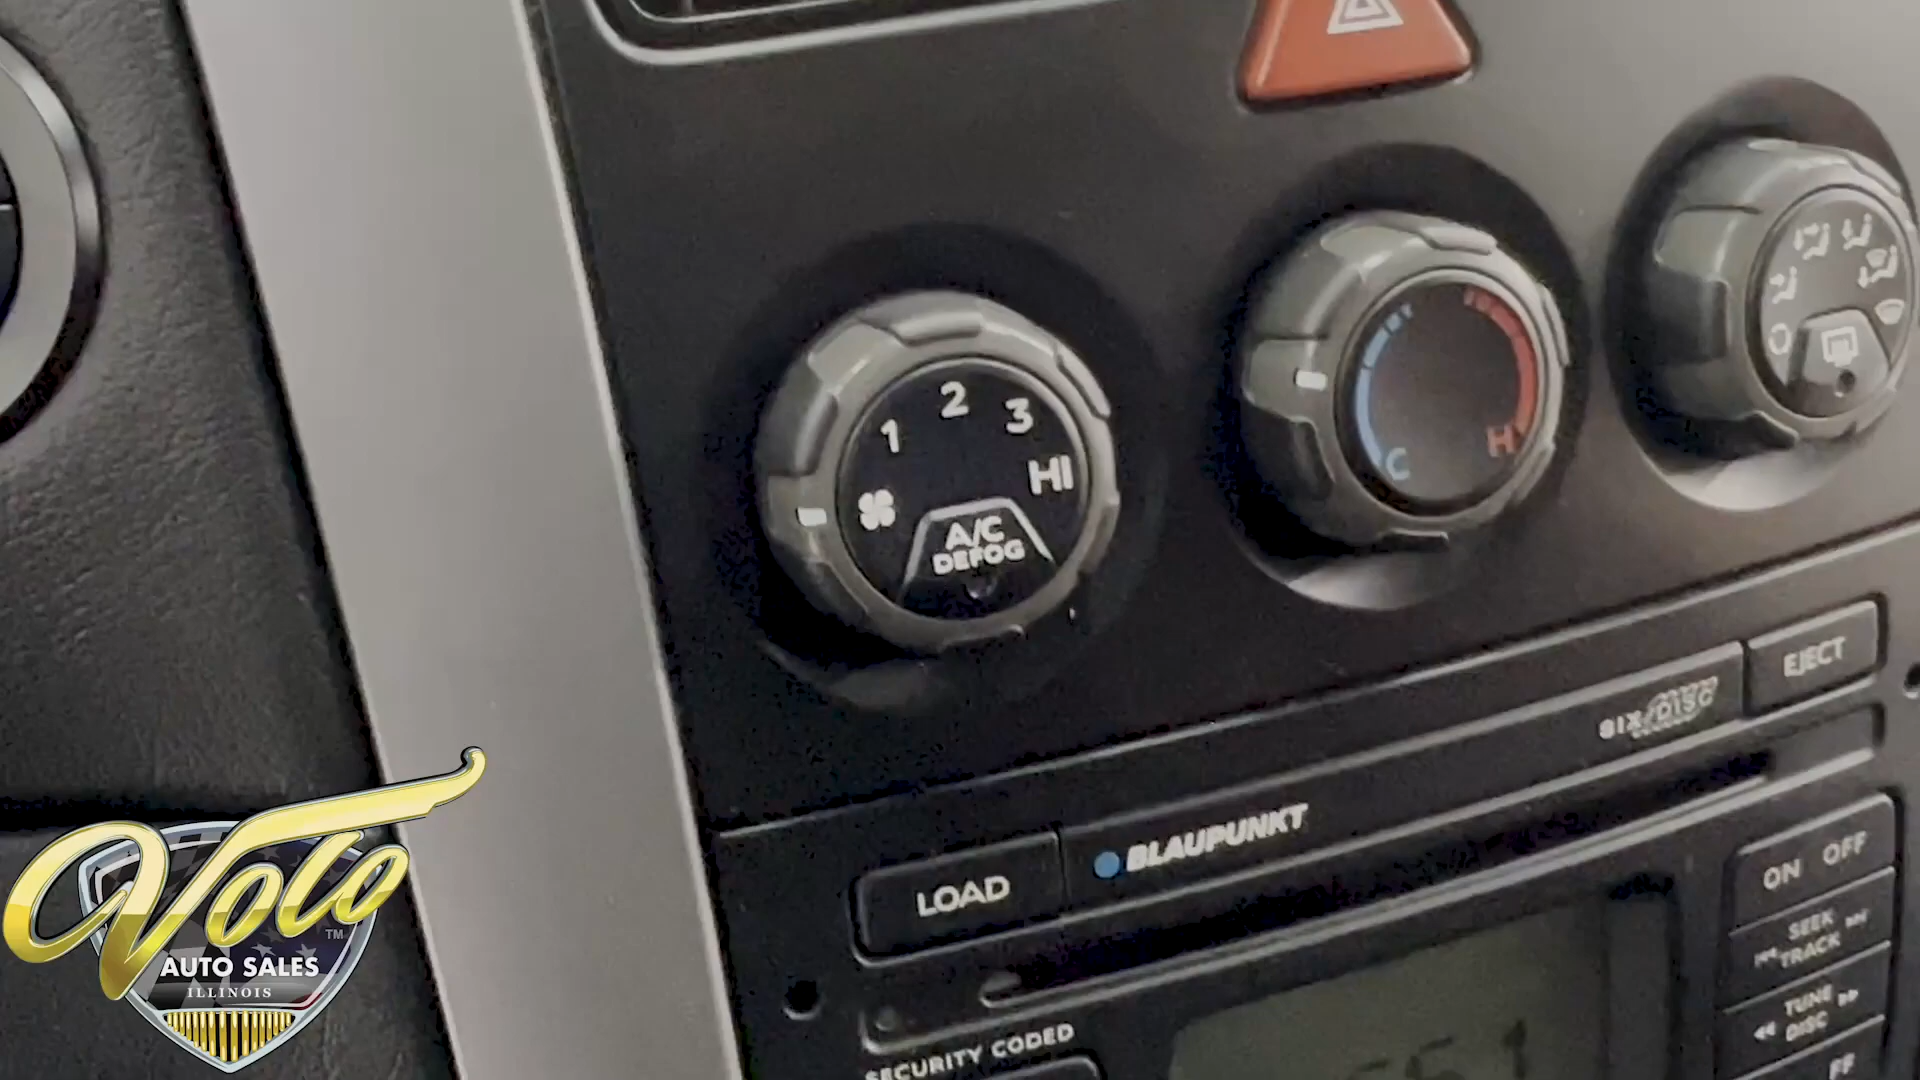 2
1
3
HI
A/C
DEFOG
C
H
EJECT
SIX DISC
BLAUPUNKT
LOAD
ON OFF
SEEK
TRACK
TUNE
DISC
FF
SECURITY CODED
Volo
TM
AUTO SALES
ILLINOIS